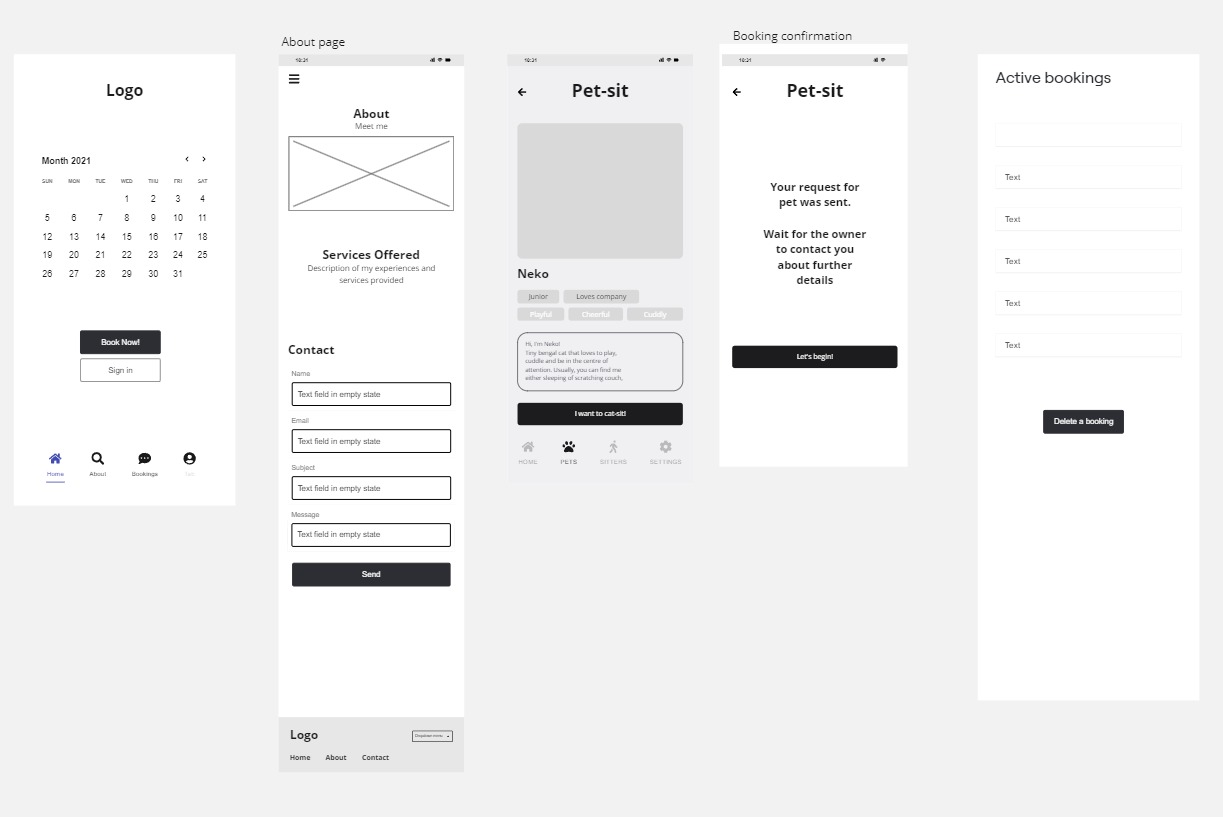 Logo
Month 2021
SUN MON TUE WED THU FRI SAT
1 2 3 4
5 6 7 8 9 10 11
12 13 14 15 16 17 18
19 20 21 22 23 24 25
26 27 28 29 30 31
Book Now!
Sign in
Home About Bookings
About page
10:21
About
Meet me
Services Offered
Description of my experiences and
services provided
Contact
Name
Text field in empty state
Email
Text field in empty state
Subject
Text field in empty state
Message
Text field in empty state
Send
Logo
Dropdown menu
Home About Contact
10:21
Pet-sit
Neko
Junior Loves company
Playful Cheerful Cuddly
Hi, I'm Neko!
Tiny bengal cat that loves to play,
cuddle and be in the centre of
attention. Usually, you can find me
either sleeping of scratching couch,
I want to cat-sit!
HOME PETS SITTERS SETTINGS
Booking confirmation
10:21
Pet-sit
Your request for
pet was sent.
Wait for the owner
to contact you
about further
details
Let's begin!
Active bookings
Text
Text
Text
Text
Text
Delete a booking